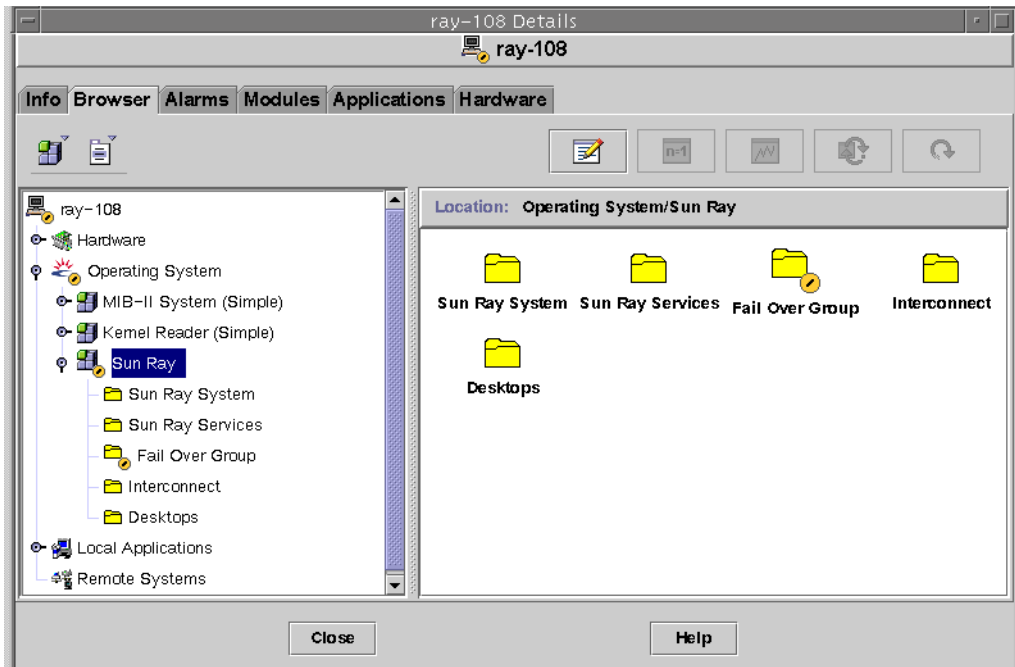 ray-108 Details
ray-108
Info Browser Alarms Modules Applications Hardware
n=1
ray-108
Location: Operating System/Sun Ray
Hardware
Operating System
MIB-II System (Simple)
Kernel Reader (Simple)
Sun Ray
Sun Ray System
Sun Ray Services
Fail Over Group
Interconnect
Desktops
Local Applications
Remote Systems
Sun Ray System Sun Ray Services Fail Over Group Interconnect
Desktops
Close Help